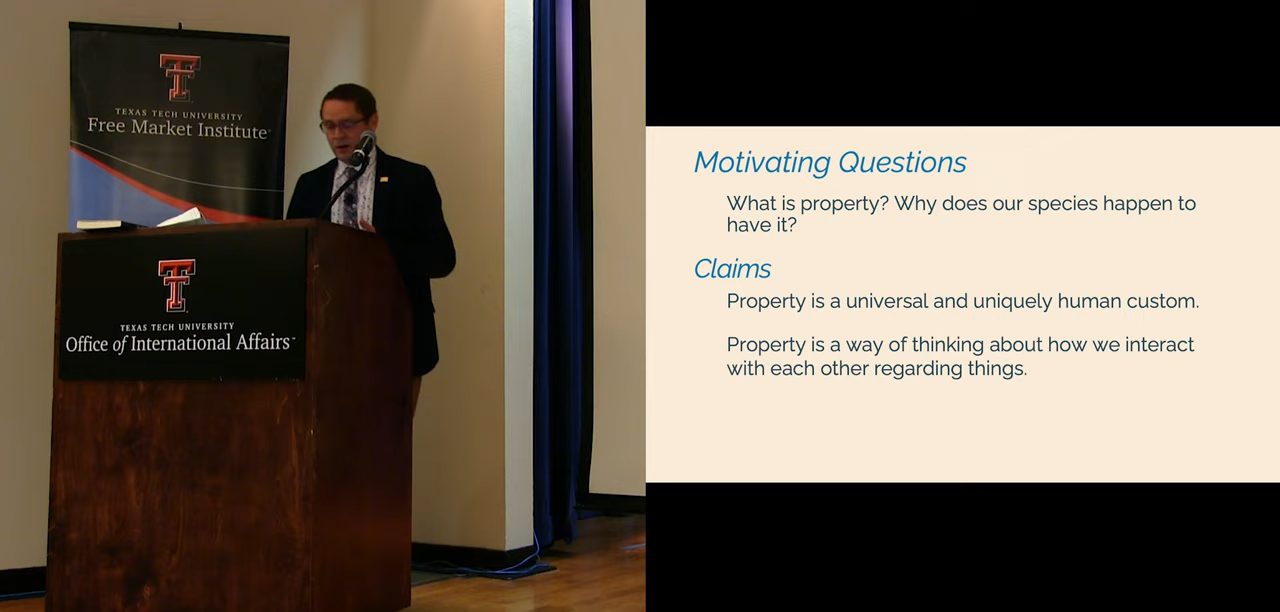 TEXAS TECH UNIVERSITY
Free Market Institute
TEXAS TECH UNIVERSITY
Office of International Affairs
Motivating Questions
What is property? Why does our species happen to
have it?
Claims
Property is a universal and uniquely human custom.
Property is a way of thinking about how we interact
with each other regarding things.